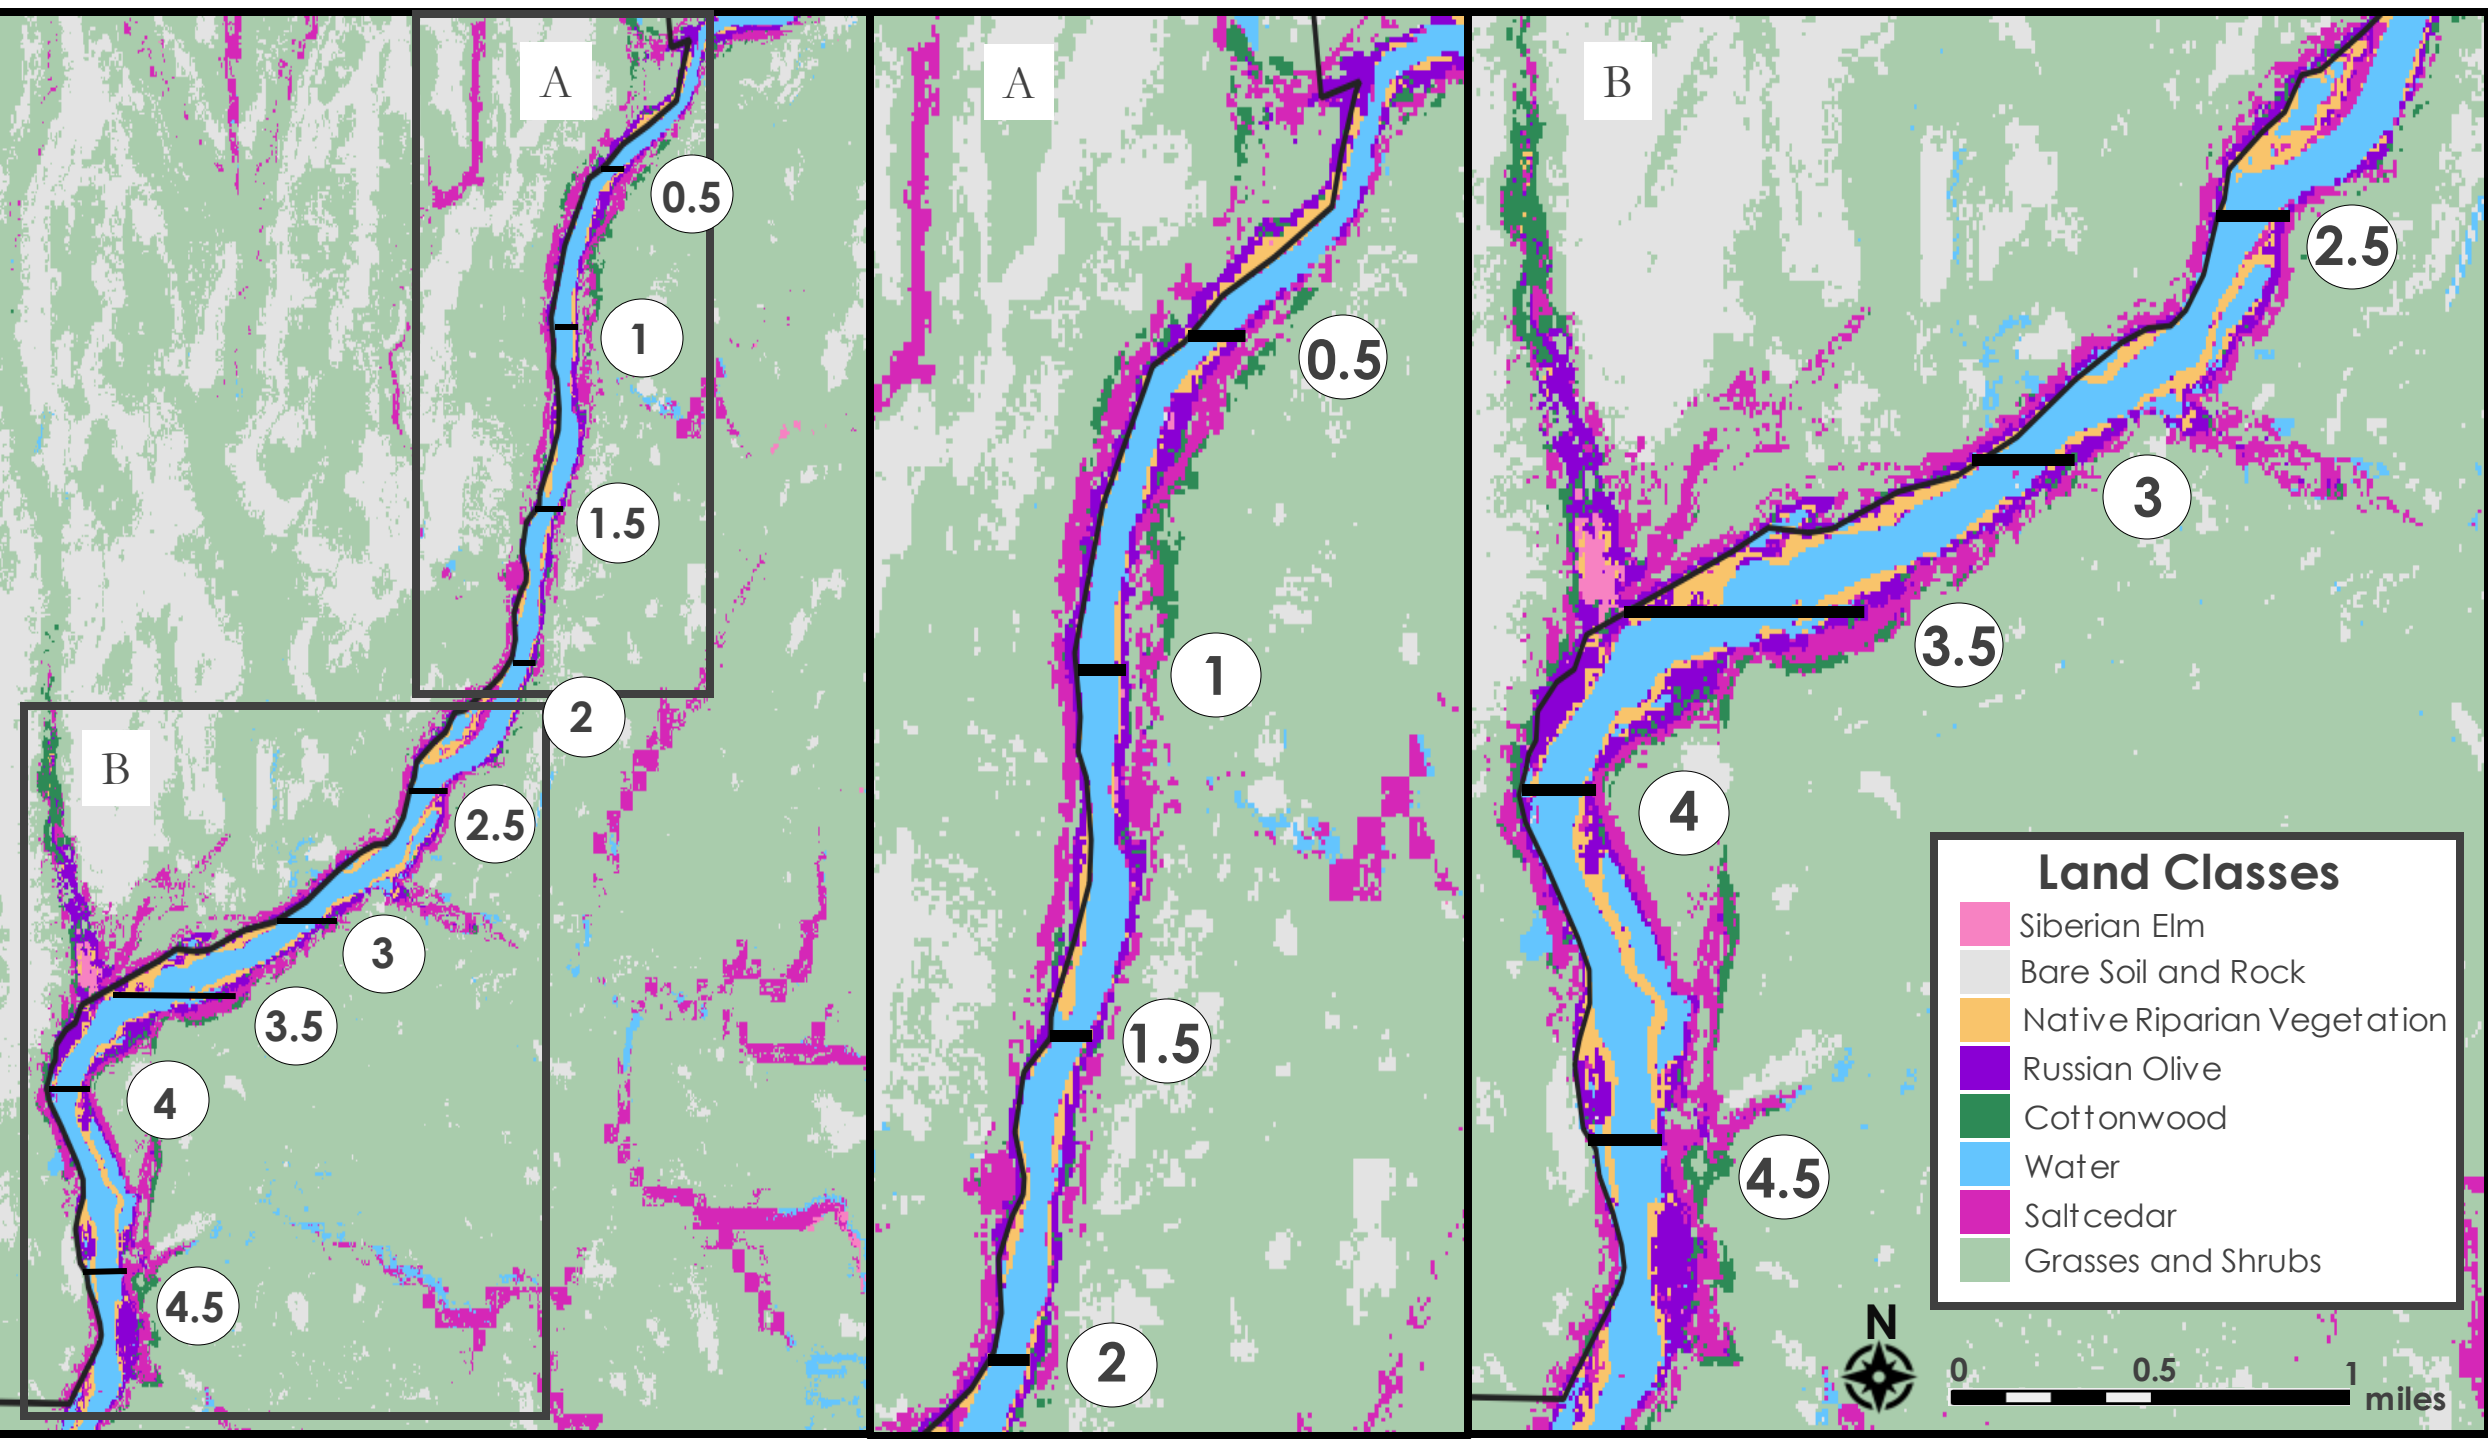 A
0.5
1
1.5
2
B
2.5
3
3.5
4
4.5
A
0.5
1
1.5
2
B
2.5
3
3.5
4
4.5
Land Classes
Siberian Elm
Bare Soil and Rock
Native Riparian Vegetation
Russian Olive
Cottonwood
Water
Saltcedar
Grasses and Shrubs
N
0 0.5 1
miles